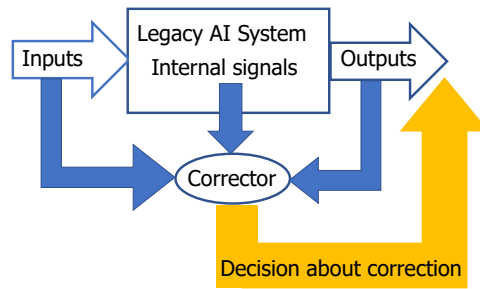 Legacy AI System
Inputs
Internal signals
Outputs
Corrector
Decision about correction